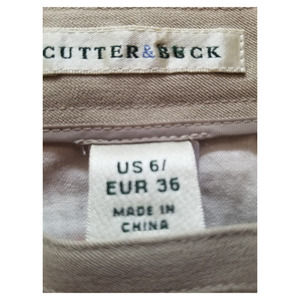 CUTTER & BUCK
US 6/
EUR 36
MADE IN
CHINA